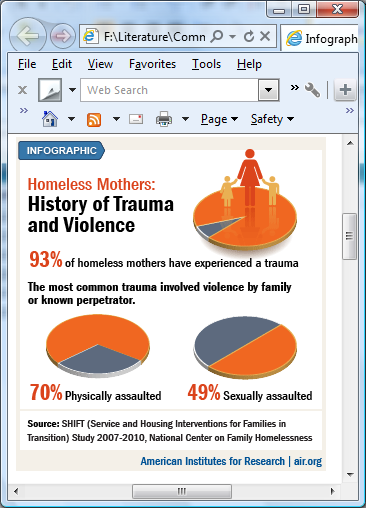 F:\Literature\Comn
Infograph
File Edit View Favorites Tools Help
Web Search
Page Safety
INFOGRAPHIC
Homeless Mothers:
History of Trauma
and Violence
93% of homeless mothers have experienced a trauma
The most common trauma involved violence by family
or known perpetrator.
70% Physically assaulted
49% Sexually assaulted
Source: SHIFT (Service and Housing Interventions for Families in
Transition) Study 2007-2010, National Center on Family Homelessness
American Institutes for Research | air.org